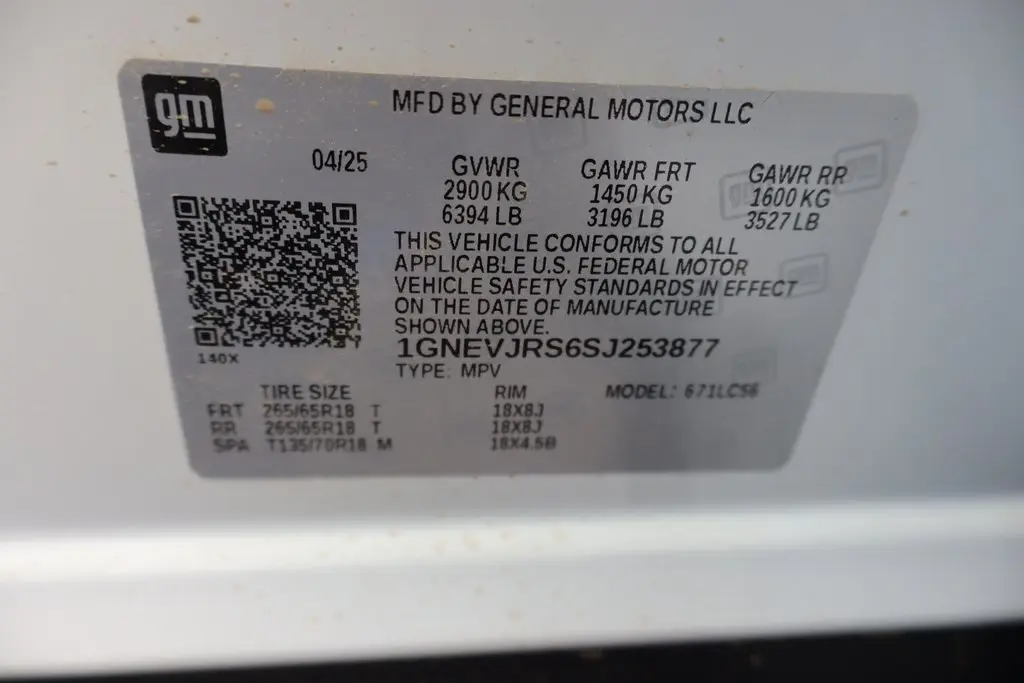 gm
MFD BY GENERAL MOTORS LLC
04/25 GVWR GAWR FRT GAWR RR
2900 KG 1450 KG 1600 KG
6394 LB 3196 LB 3527 LB
THIS VEHICLE CONFORMS TO ALL
APPLICABLE U.S. FEDERAL MOTOR
VEHICLE SAFETY STANDARDS IN EFFECT
ON THE DATE OF MANUFACTURE
SHOWN ABOVE.
1GNEVJRS6SJ253877
140X
TYPE: MPV
TIRE SIZE RIM MODEL: 671LC56
FRT 265/65R18 T 18X8J
RR 265/65R18 T 18X8J
SPA T135/70R18 M 18X4.5B